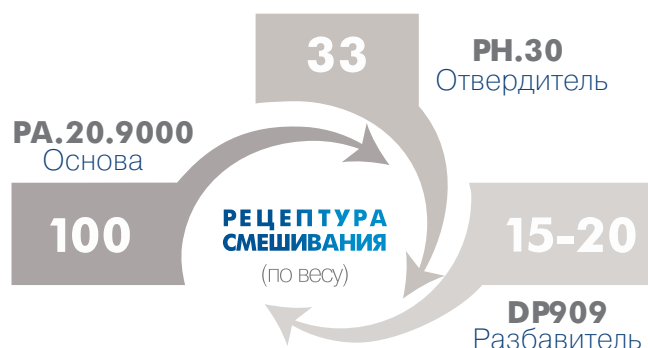 33
PH.30
Отвердитель
PA.20.9000
Основа
100
РЕЦЕПТУРА
СМЕШИВАНИЯ
(по весу)
15-20
DP909
Разбавитель